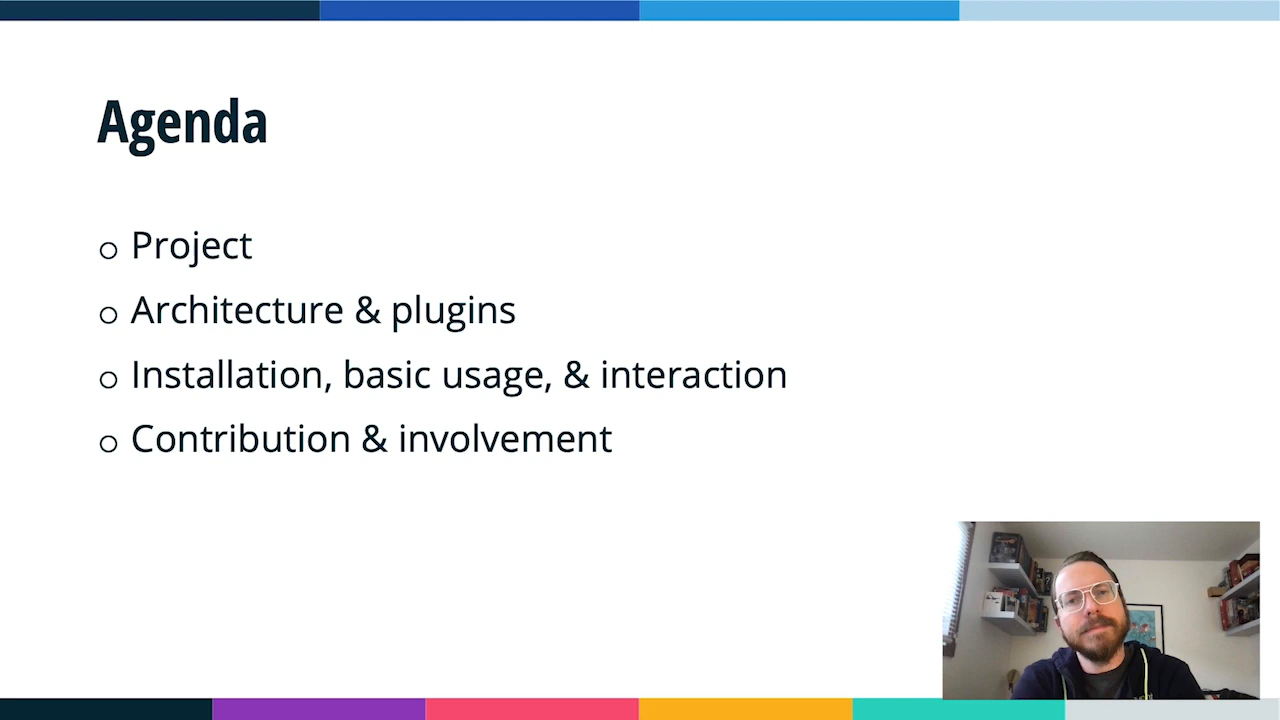 Agenda
Project
Architecture & plugins
Installation, basic usage, & interaction
Contribution & involvement